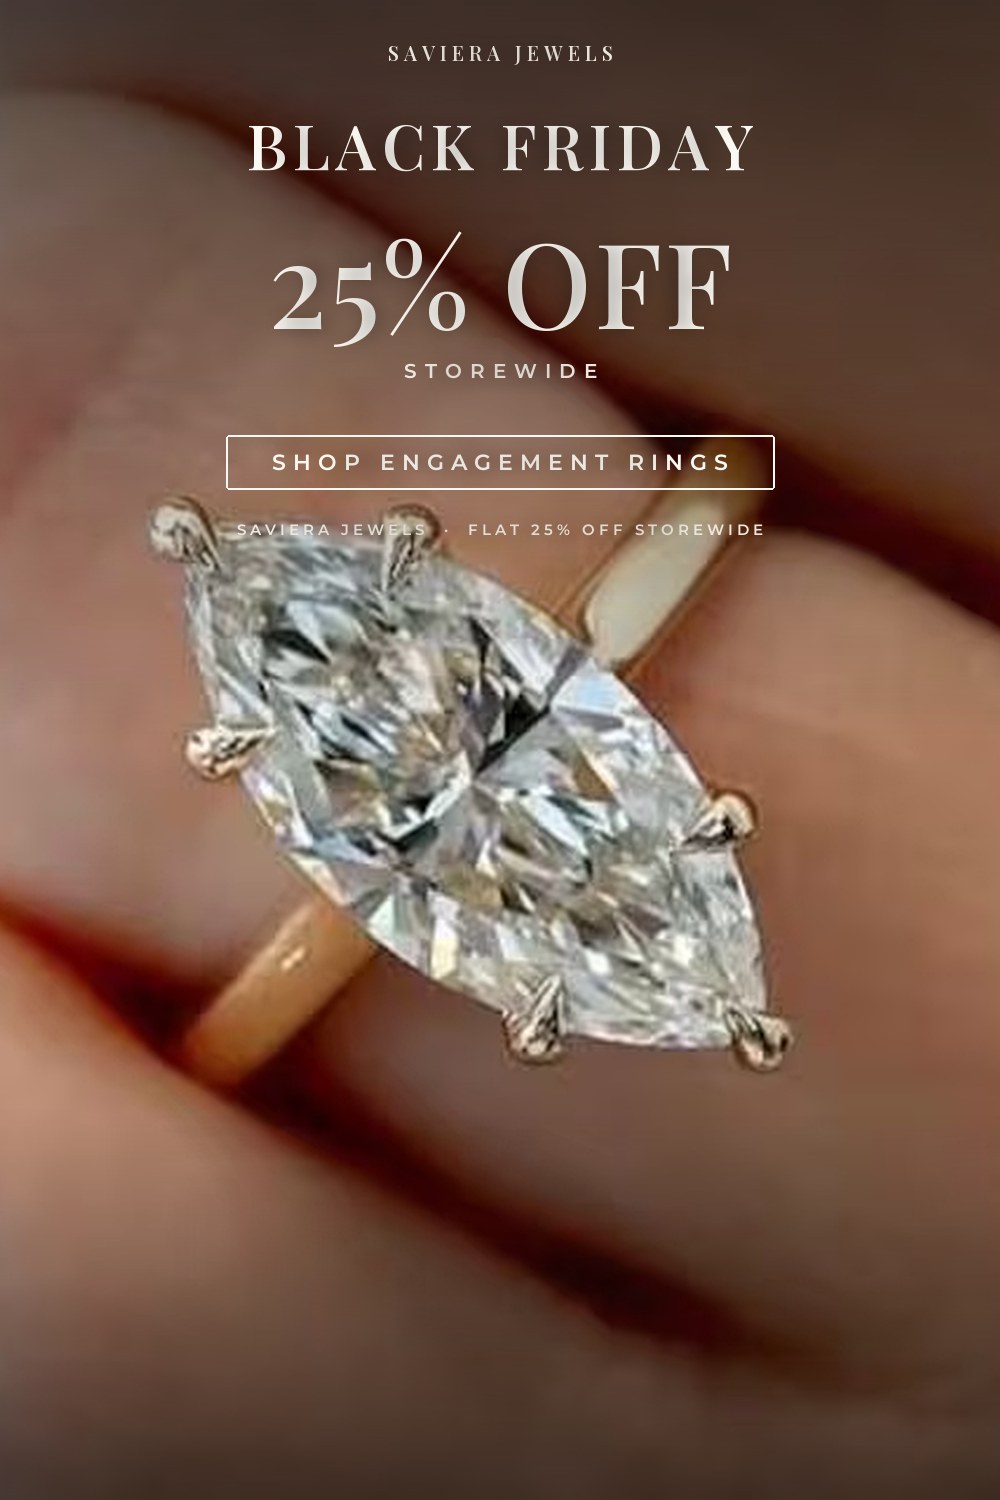 SAVIERA JEWELS
BLACK FRIDAY
25% OFF
STOREWIDE
SHOP ENGAGEMENT RINGS
SAVIERA JEWELS · FLAT 25% OFF STOREWIDE